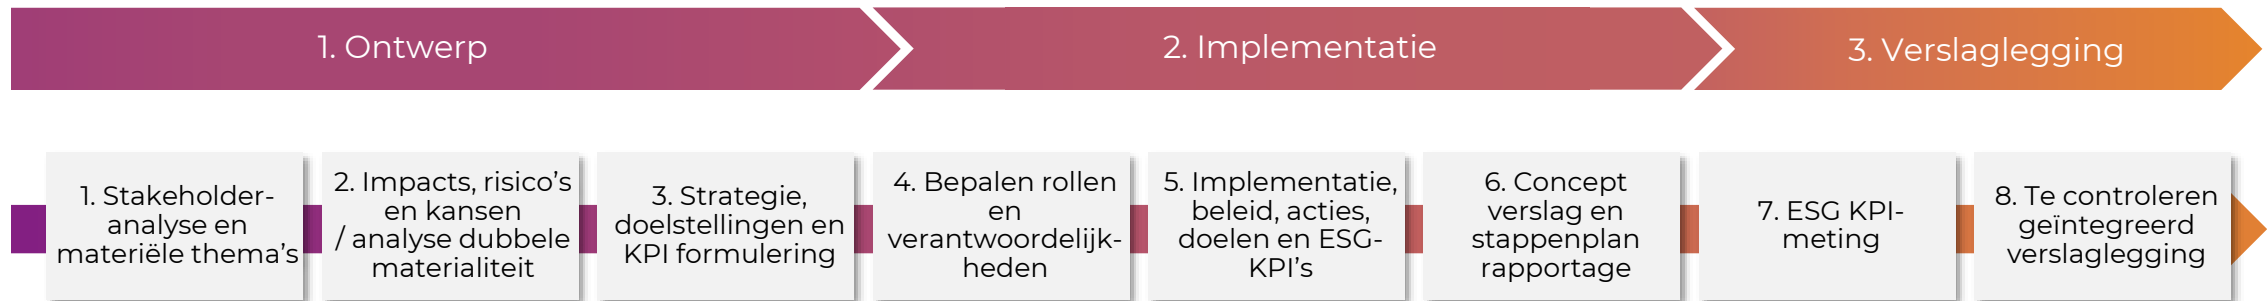 1. Ontwerp
2. Implementatie
3. Verslaglegging
1. Stakeholder-
analyse en
materiële thema's
2. Impacts, risico's
en kansen
/ analyse dubbele
materialiteit
3. Strategie,
doelstellingen en
KPI formulering
4. Bepalen rollen
en
verantwoordelijk-
heden
5. Implementatie,
beleid, acties,
doelen en ESG-
KPI's
6. Concept
verslag en
stappenplan
rapportage
7. ESG KPI-
meting
8. Te controleren
geïntegreerd
verslaglegging